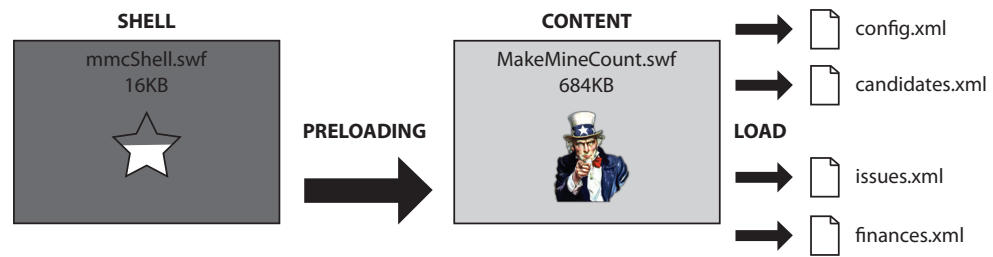 SHELL
mmcShell.swf
16KB
PRELOADING
CONTENT
MakeMineCount.swf
684KB
LOAD
config.xml
candidates.xml
issues.xml
finances.xml